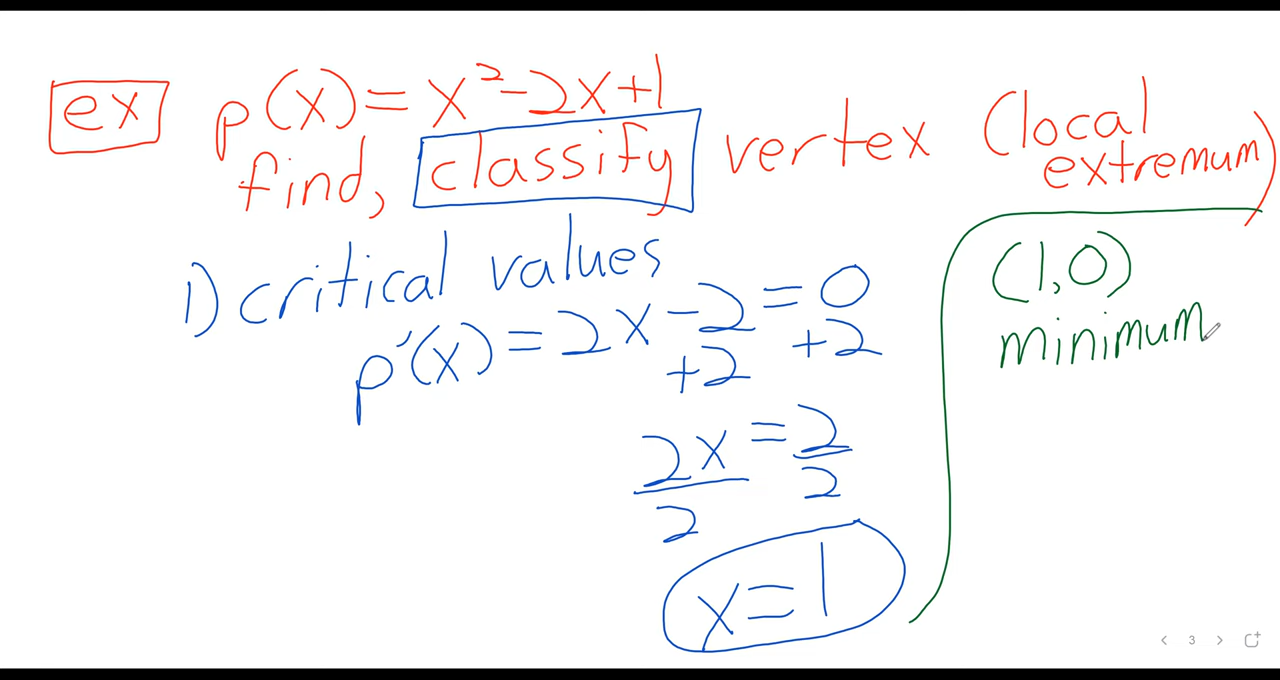 ex p(x) = x² - 2x + 1
find, classify vertex (local extremum)
1) critical values
p'(x) = 2x - 2 = 0
+2 +2
2x = 2
2 2
x = 1
(1,0)
minimum
< 3 >